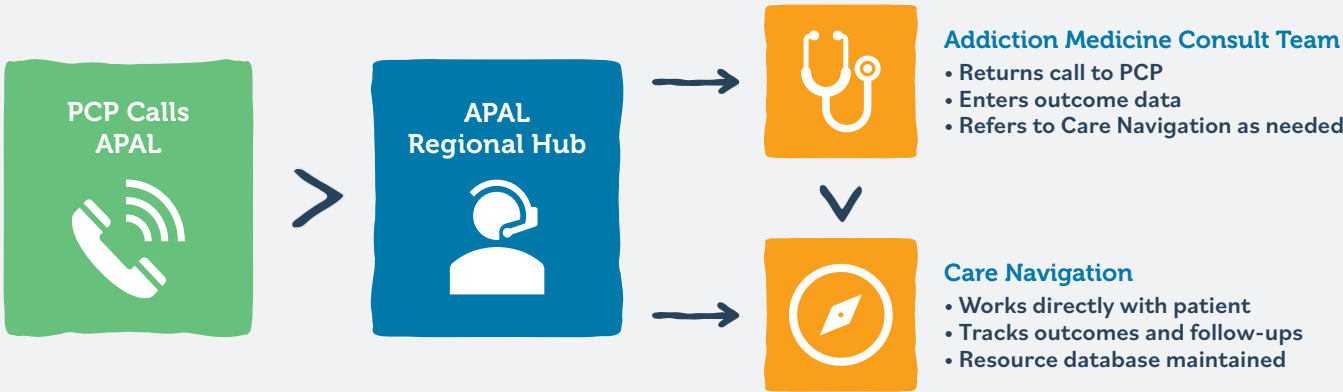 PCP Calls
APAL
APAL
Regional Hub
Addiction Medicine Consult Team
• Returns call to PCP
• Enters outcome data
• Refers to Care Navigation as needed
Care Navigation
• Works directly with patient
• Tracks outcomes and follow-ups
• Resource database maintained